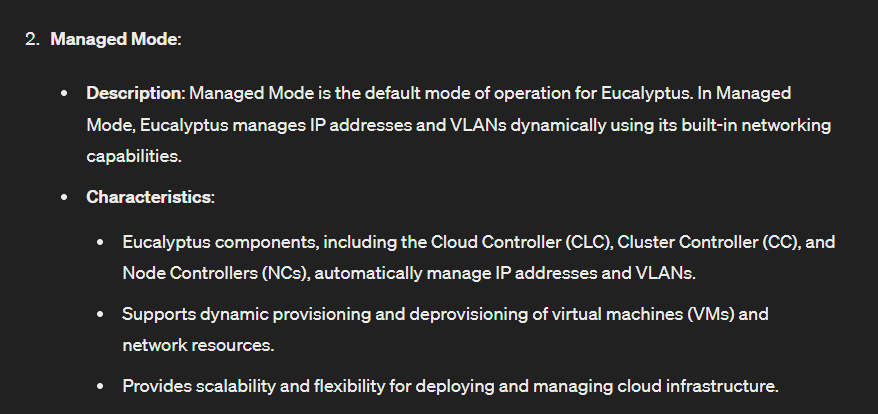 2. Managed Mode:
• Description: Managed Mode is the default mode of operation for Eucalyptus. In Managed
Mode, Eucalyptus manages IP addresses and VLANs dynamically using its built-in networking
capabilities.
• Characteristics:
• Eucalyptus components, including the Cloud Controller (CLC), Cluster Controller (CC), and
Node Controllers (NCs), automatically manage IP addresses and VLANs.
• Supports dynamic provisioning and deprovisioning of virtual machines (VMs) and
network resources.
• Provides scalability and flexibility for deploying and managing cloud infrastructure.